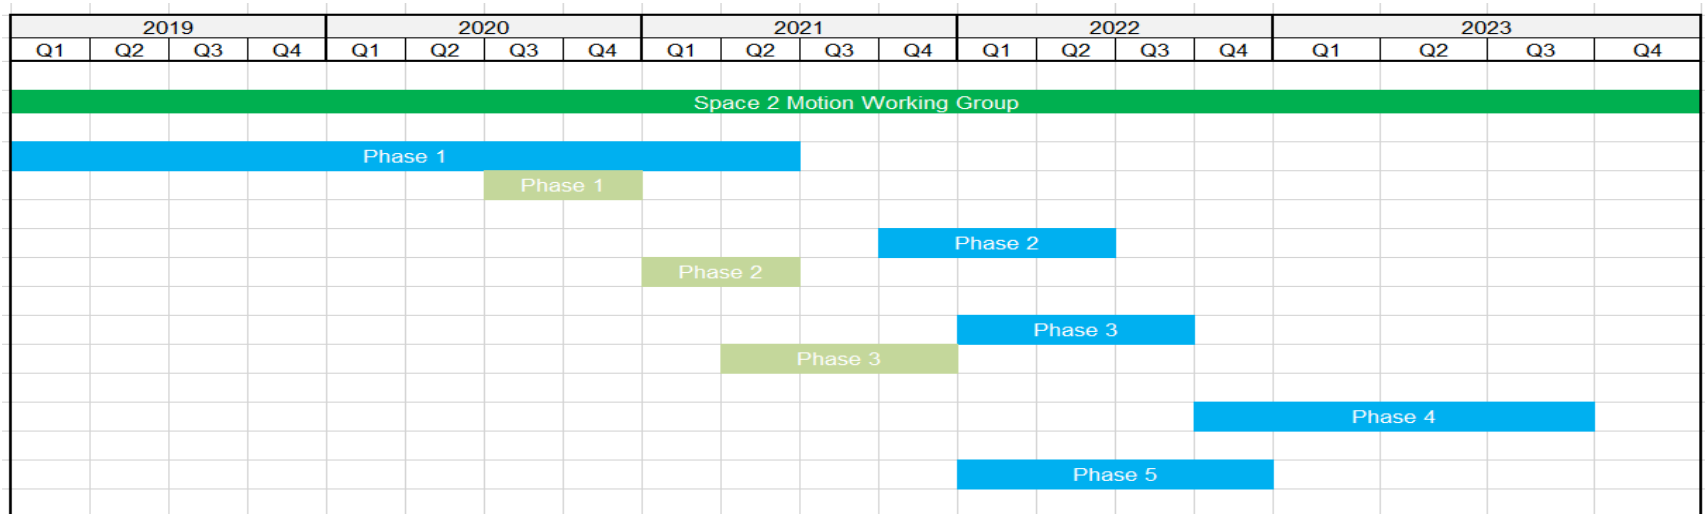 2019 2020 2021 2022 2023
Q1 Q2 Q3 Q4 Q1 Q2 Q3 Q4 Q1 Q2 Q3 Q4 Q1 Q2 Q3 Q4 Q1 Q2 Q3 Q4
Space 2 Motion Working Group
Phase 1
Phase 1
Phase 2
Phase 2
Phase 3
Phase 3
Phase 4
Phase 5